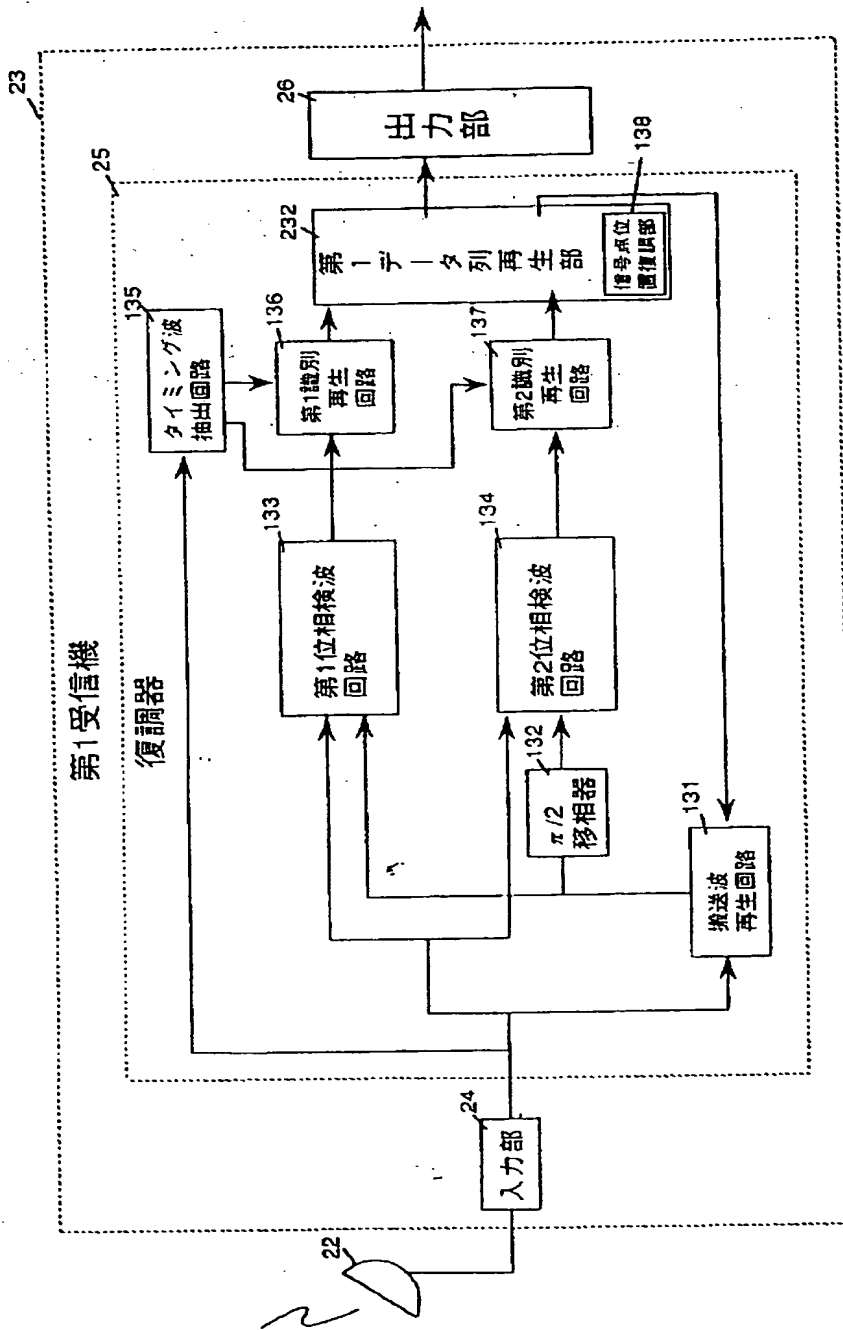 第1受信機
23
復調器
25
22
24
入力部
135
タイミング波
抽出回路
133
第1位相検波
回路
136
第1識別
再生
回路
134
第2位相検波
回路
137
第2識別
再生
回路
132
π/2
移相器
131
搬送波
再生回路
232
第1データ列再生部
138
信号点位
置復調部
26
出力部